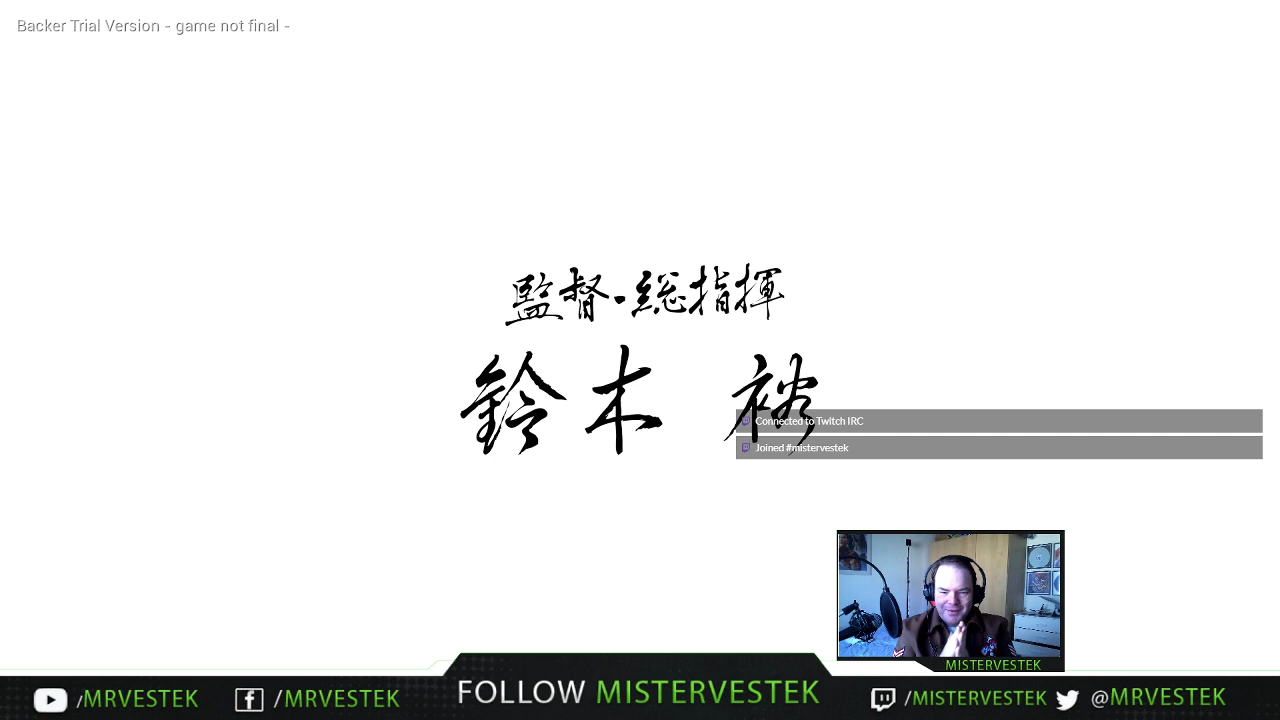 Backer Trial Version - game not final -
監督・総指揮
鈴木 裕
Connected to Twitch IRC
Joined #mistervestek
MISTERVESTEK
/MRVESTEK
/MRVESTEK
FOLLOW MISTERVESTEK
/MISTERVESTEK
@MRVESTEK